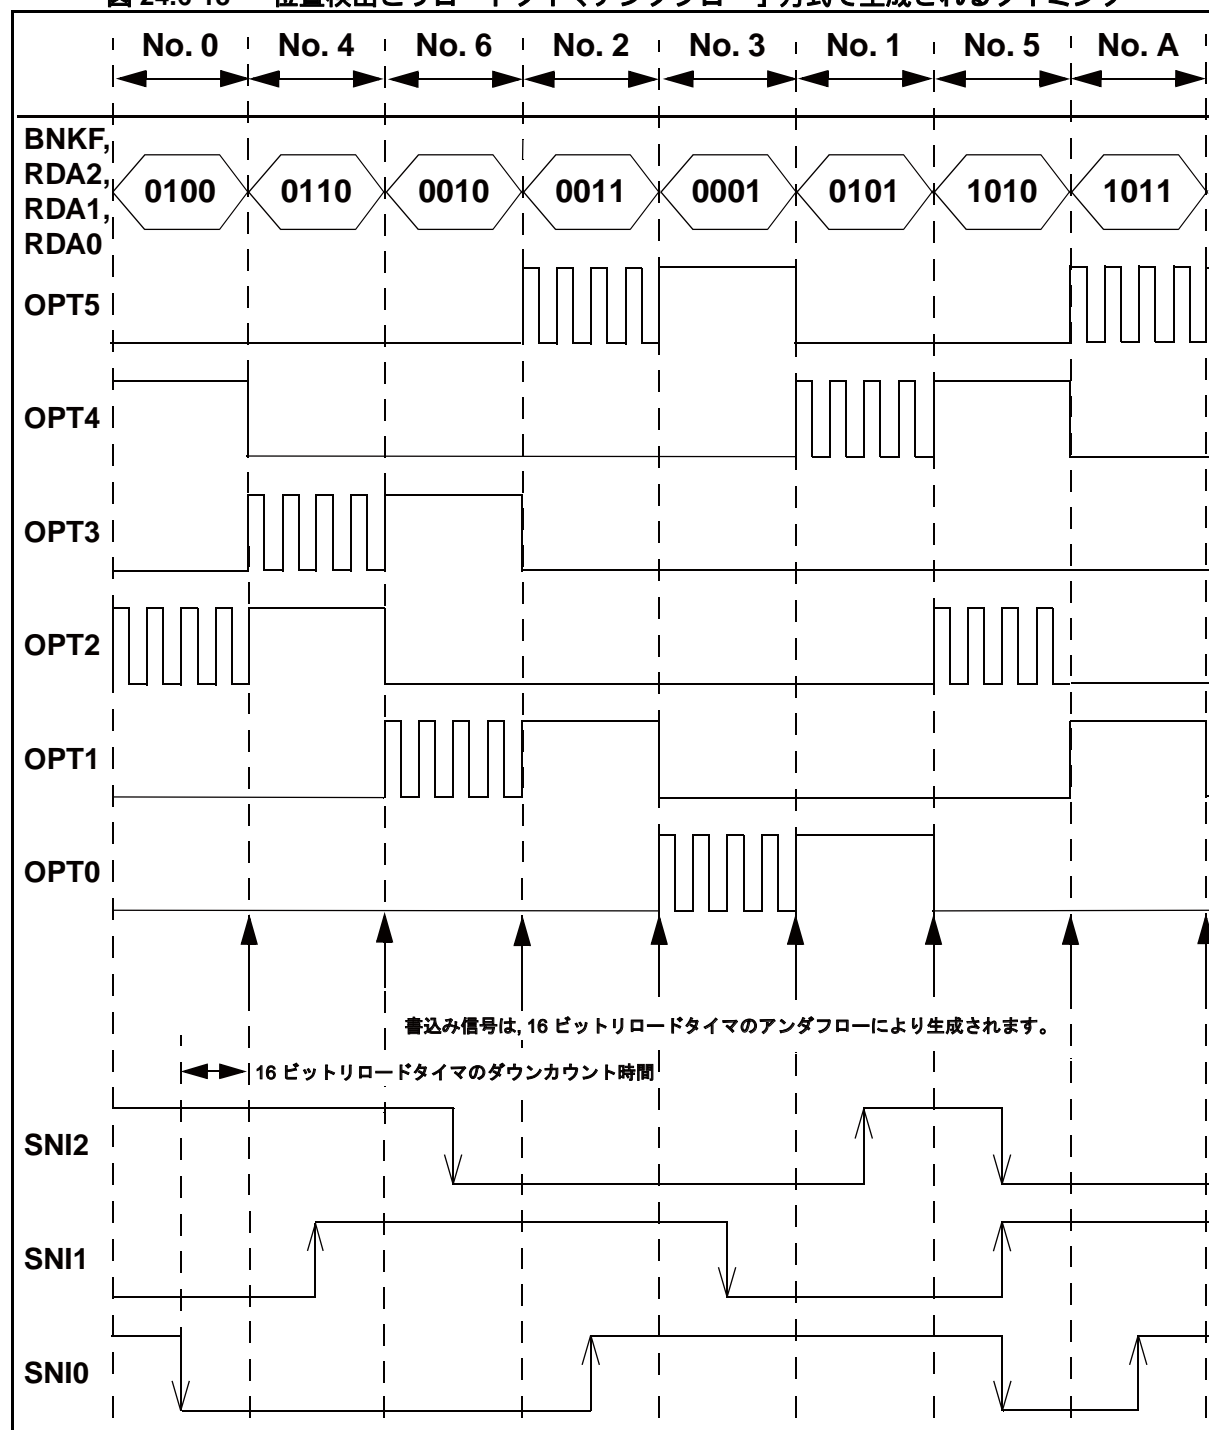 No. 0 No. 4 No. 6 No. 2 No. 3 No. 1 No. 5 No. A
BNKF,
RDA2,
RDA1,
RDA0
0100 0110 0010 0011 0001 0101 1010 1011
OPT5
OPT4
OPT3
OPT2
OPT1
OPT0
書込み信号は, 16 ビットリロードタイマのアンダフローにより生成されます。
16 ビットリロードタイマのダウンカウント時間
SNI2
SNI1
SNI0